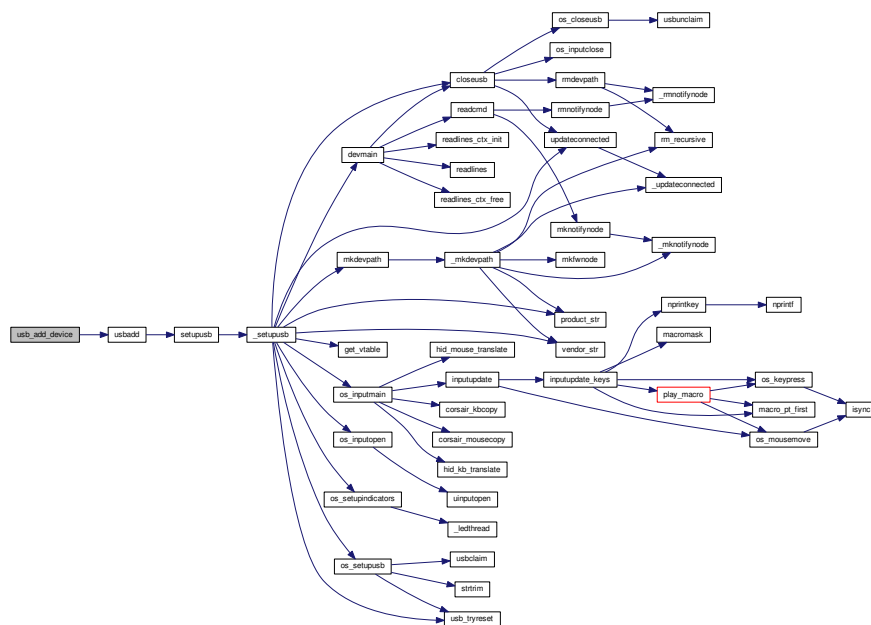 os_closeusb
usbunclaim
os_inputclose
closeusb
rmdevpath
_rmnotifynode
readcmd
rmnotifynode
readlines_ctx_init
updateconnected
rm_recursive
devmain
readlines
_updateconnected
readlines_ctx_free
mknotifynode
_mknotifynode
mkdevpath
_mkdevpath
mkfwnode
nprintkey
nprintf
product_str
usb_add_device
usbadd
setupusb
_setupusb
macromask
get_vtable
hid_mouse_translate
vendor_str
inputupdate
inputupdate_keys
os_keypress
os_inputmain
play_macro
corsair_kbcopy
macro_pt_first
isync
os_inputopen
corsair_mousecopy
os_mousemove
hid_kb_translate
os_setupindicators
uinputopen
_ledthread
os_setupusb
usbclaim
strtrim
usb_tryreset